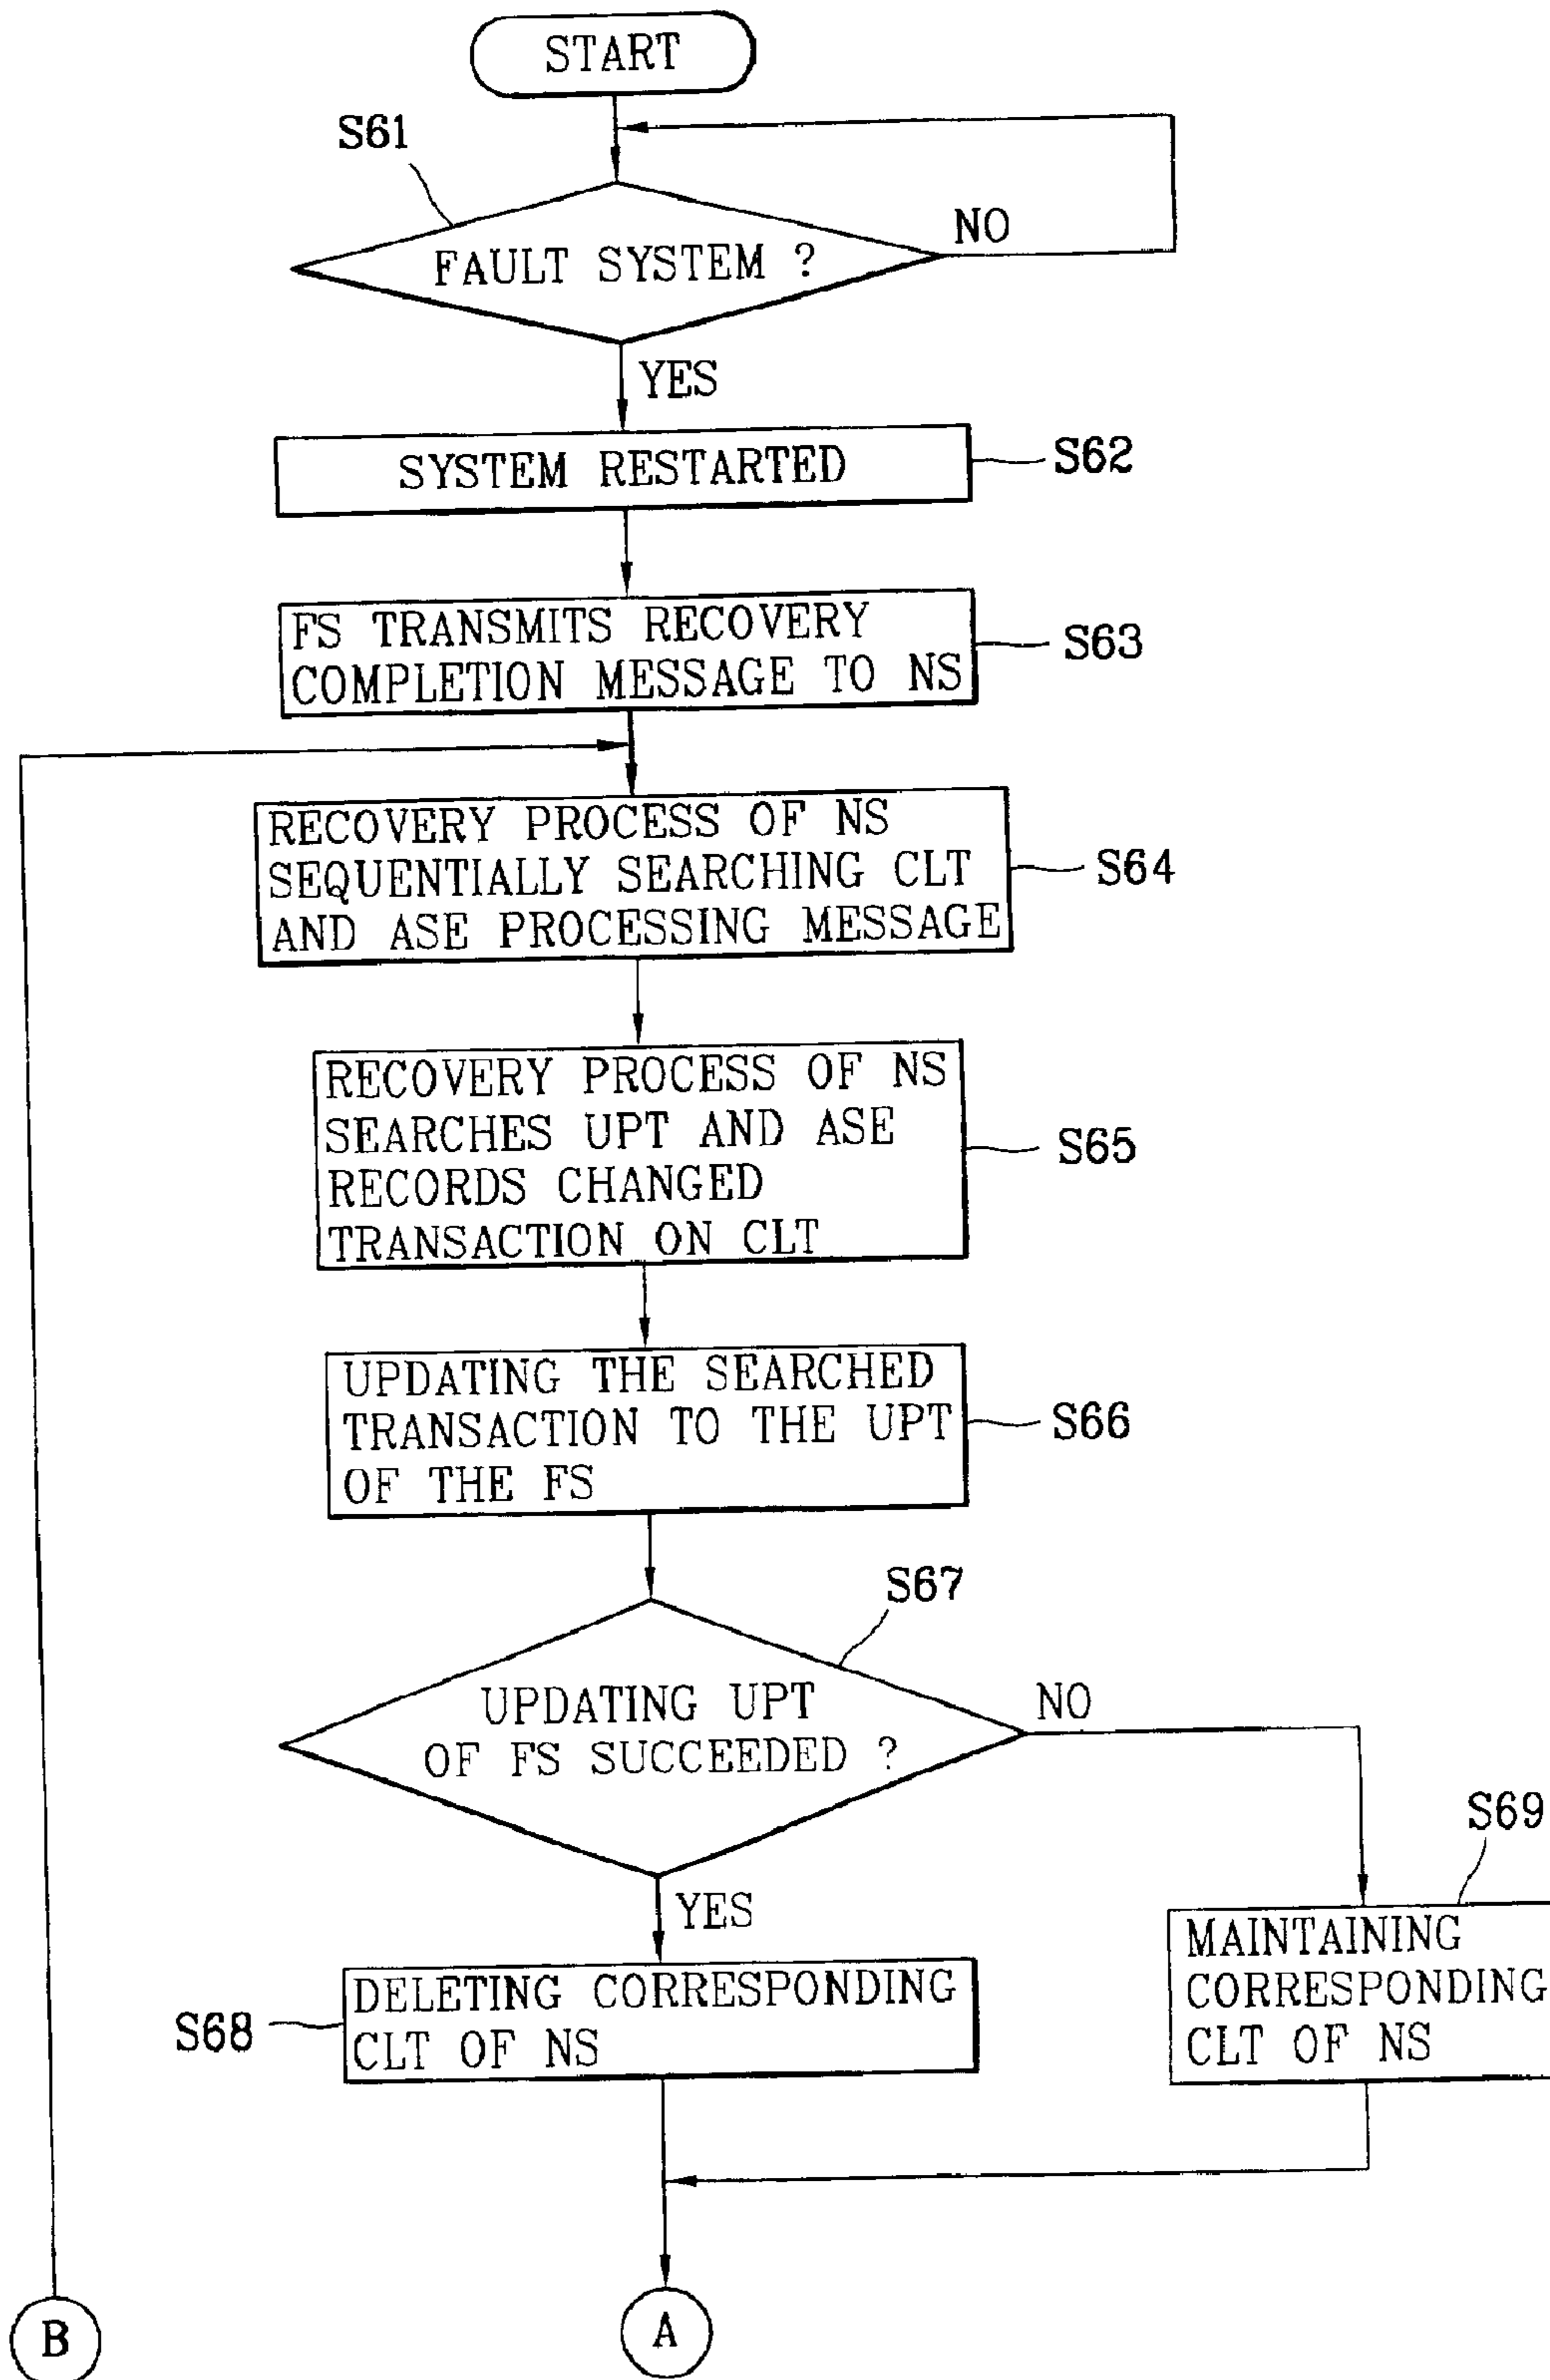 START
S61
FAULT SYSTEM ?
NO
YES
SYSTEM RESTARTED
S62
FS TRANSMITS RECOVERY
COMPLETION MESSAGE TO NS
S63
RECOVERY PROCESS OF NS
SEQUENTIALLY SEARCHING CLT
AND ASE PROCESSING MESSAGE
S64
RECOVERY PROCESS OF NS
SEARCHES UPT AND ASE
RECORDS CHANGED
TRANSACTION ON CLT
S65
UPDATING THE SEARCHED
TRANSACTION TO THE UPT
OF THE FS
S66
S67
UPDATING UPT
OF FS SUCCEEDED ?
NO
YES
S69
MAINTAINING
CORRESPONDING
CLT OF NS
DELETING CORRESPONDING
CLT OF NS
S68
B
A